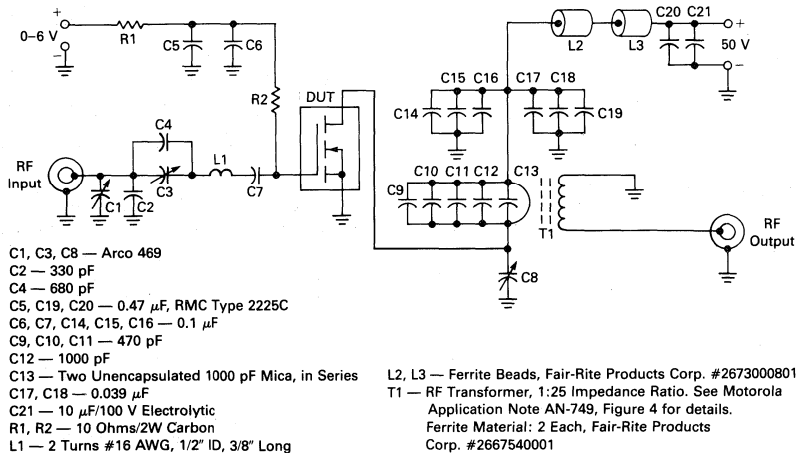 C20 C21
+
50 V
−
L2
L3
+
0–6 V
−
R1
C5
C6
C15 C16
C17 C18
C14
C19
R2
DUT
C4
L1
RF
Input
C1
C2
C3
C7
C10 C11 C12 C13
C9
T1
RF
Output
C8
C1, C3, C8 — Arco 469
C2 — 330 pF
C4 — 680 pF
C5, C19, C20 — 0.47 μF, RMC Type 2225C
C6, C7, C14, C15, C16 — 0.1 μF
C9, C10, C11 — 470 pF
C12 — 1000 pF
C13 — Two Unencapsulated 1000 pF Mica, in Series
C17, C18 — 0.039 μF
C21 — 10 μF/100 V Electrolytic
R1, R2 — 10 Ohms/2W Carbon
L1 — 2 Turns #16 AWG, 1/2" ID, 3/8" Long
L2, L3 — Ferrite Beads, Fair-Rite Products Corp. #2673000801
T1 — RF Transformer, 1:25 Impedance Ratio. See Motorola
Application Note AN-749, Figure 4 for details.
Ferrite Material: 2 Each, Fair-Rite Products
Corp. #2667540001